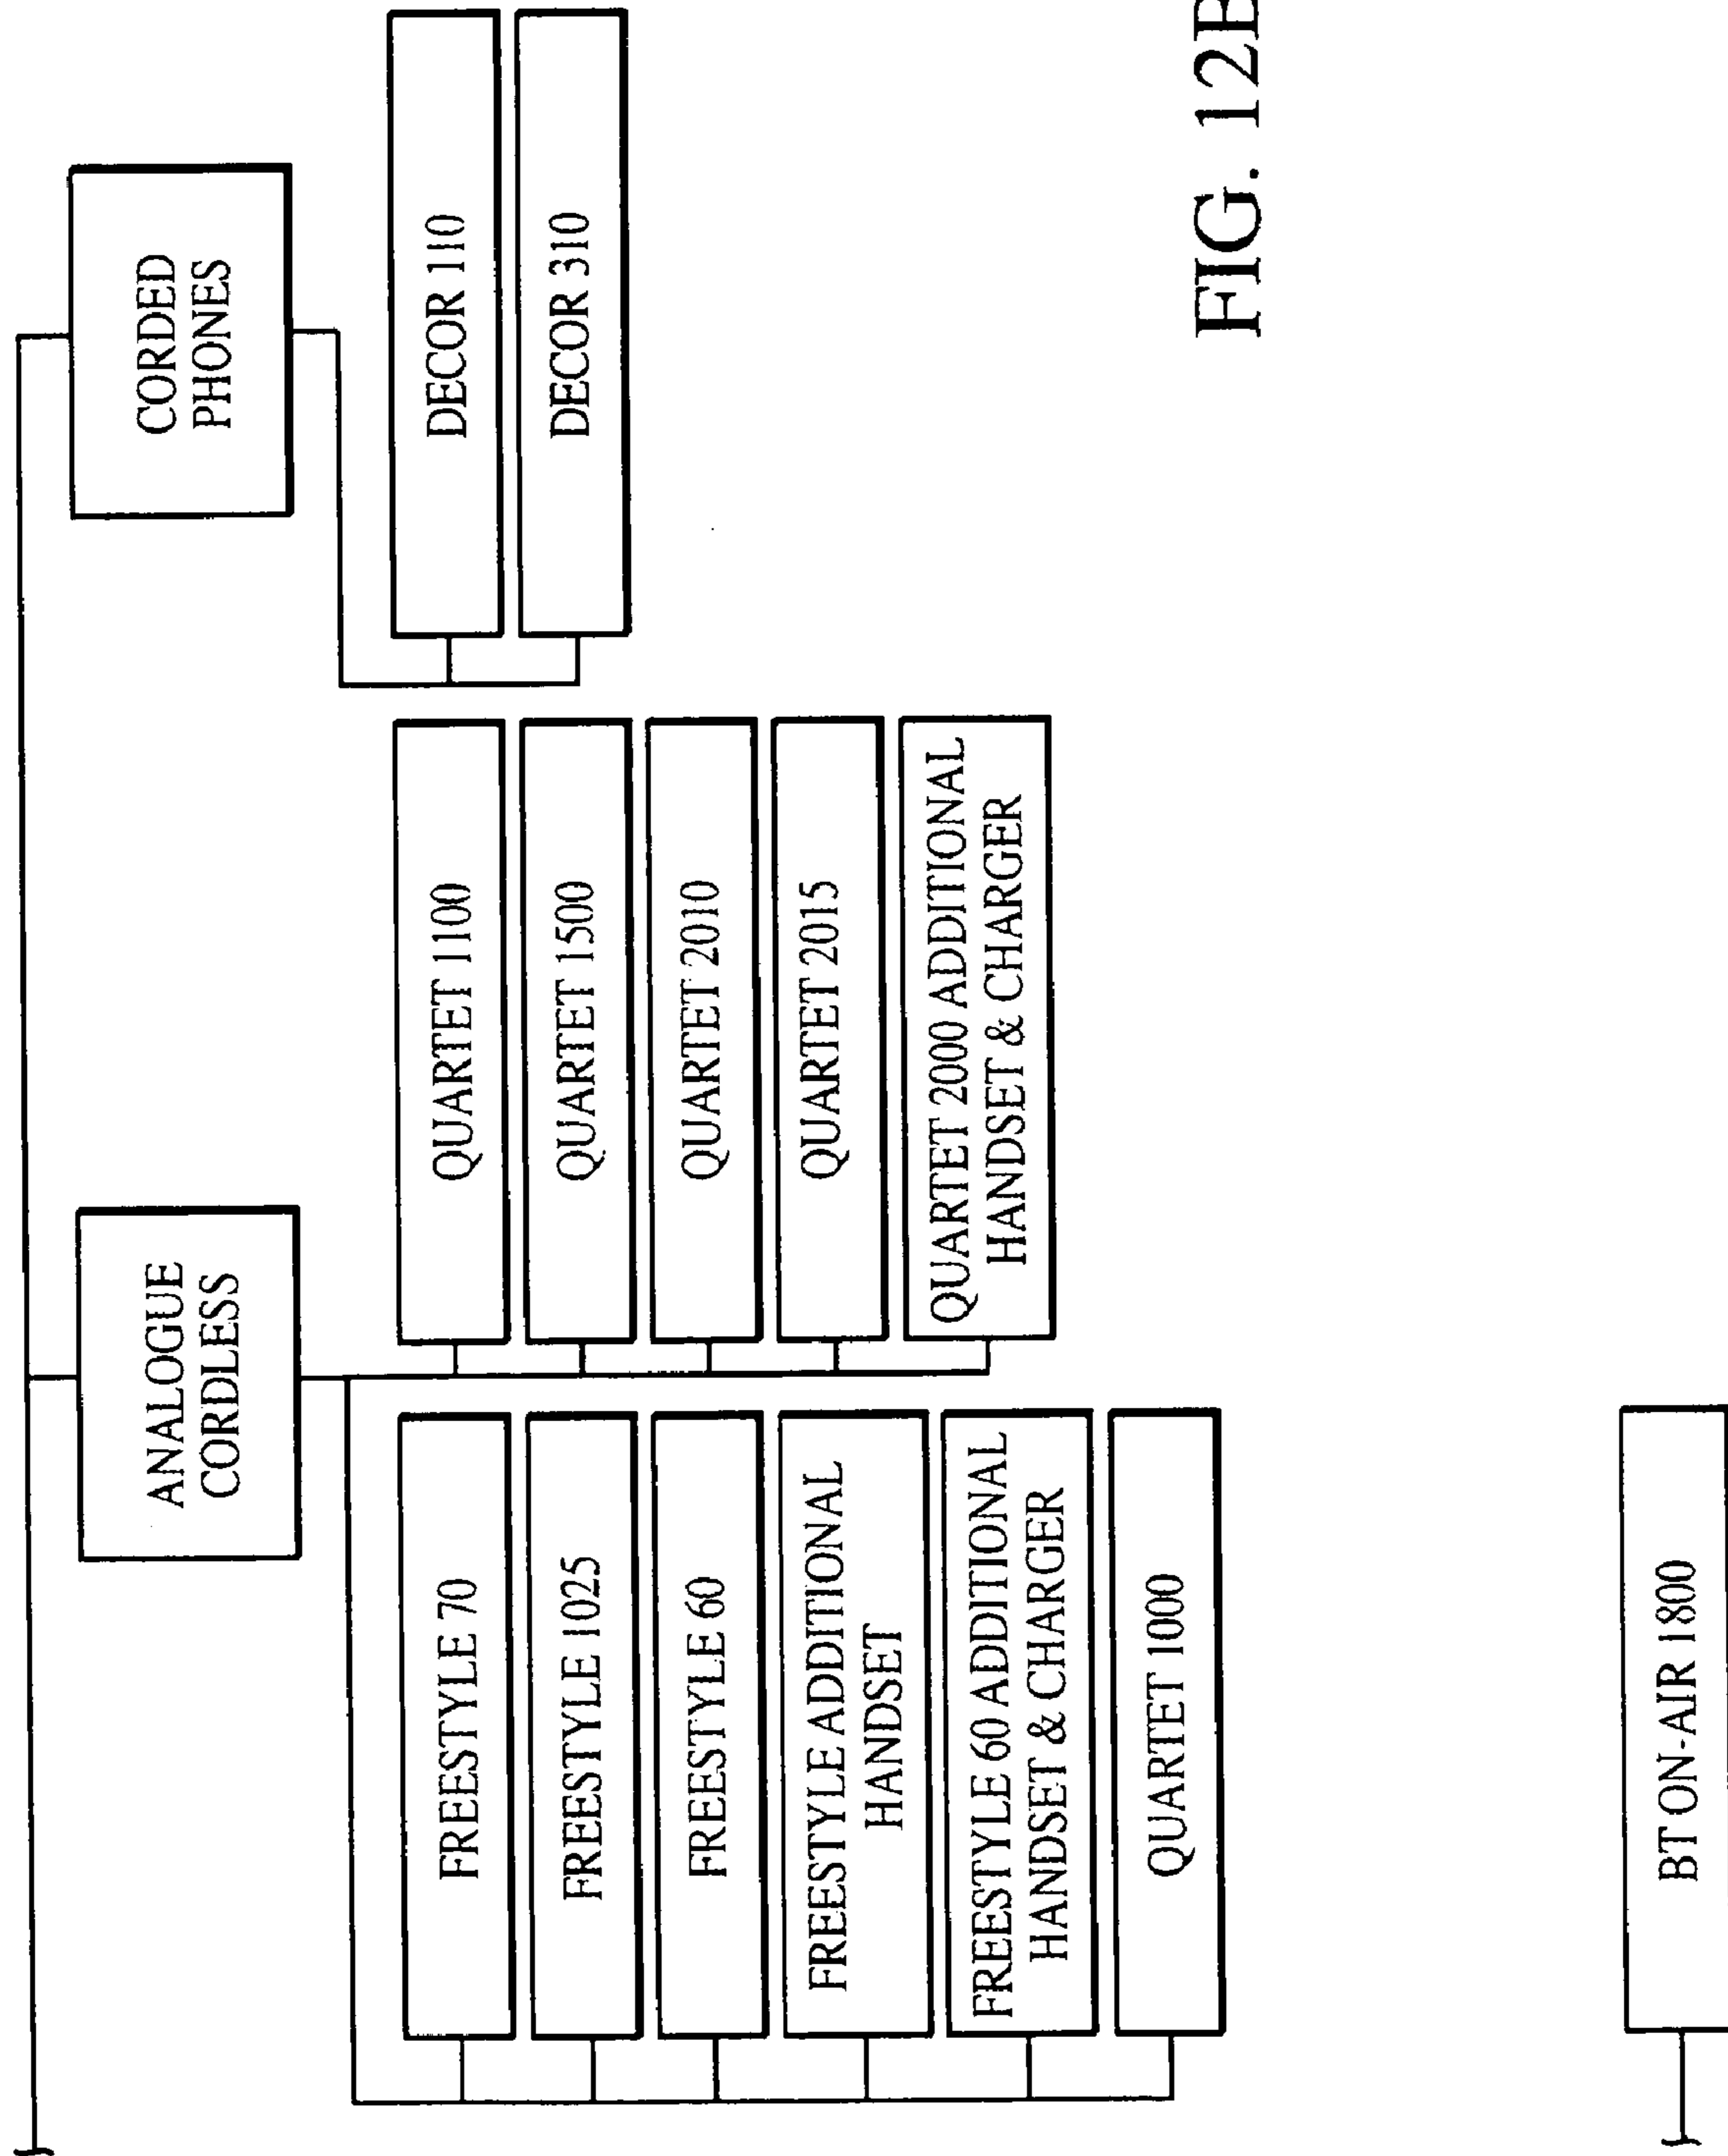 ANALOGUE
CORDLESS
CORDED
PHONES
FREESTYLE 70
FREESTYLE 1025
FREESTYLE 60
FREESTYLE ADDITIONAL
HANDSET
FREESTYLE 60 ADDITIONAL
HANDSET & CHARGER
QUARTET 1000
QUARTET 1100
QUARTET 1500
QUARTET 2010
QUARTET 2015
QUARTET 2000 ADDITIONAL
HANDSET & CHARGER
DECOR 110
DECOR 310
BT ON-AIR 1800
FIG. 12B